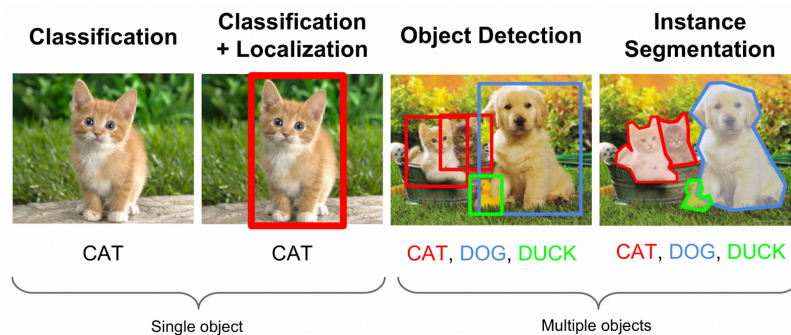 Classification
Classification
+ Localization
Object Detection
Instance
Segmentation
CAT
CAT
CAT, DOG, DUCK
CAT, DOG, DUCK
Single object
Multiple objects